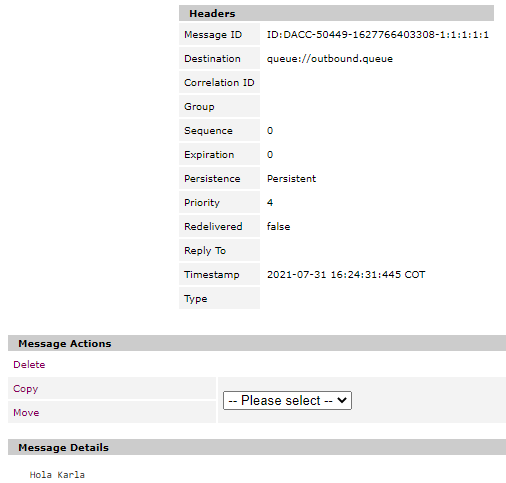 Headers
Message ID ID:DACC-50449-1627766403308-1:1:1:1:1
Destination queue://outbound.queue
Correlation ID
Group
Sequence 0
Expiration 0
Persistence Persistent
Priority 4
Redelivered false
Reply To
Timestamp 2021-07-31 16:24:31:445 COT
Type
Message Actions
Delete
Copy
-- Please select --
Move
Message Details
Hola Karla